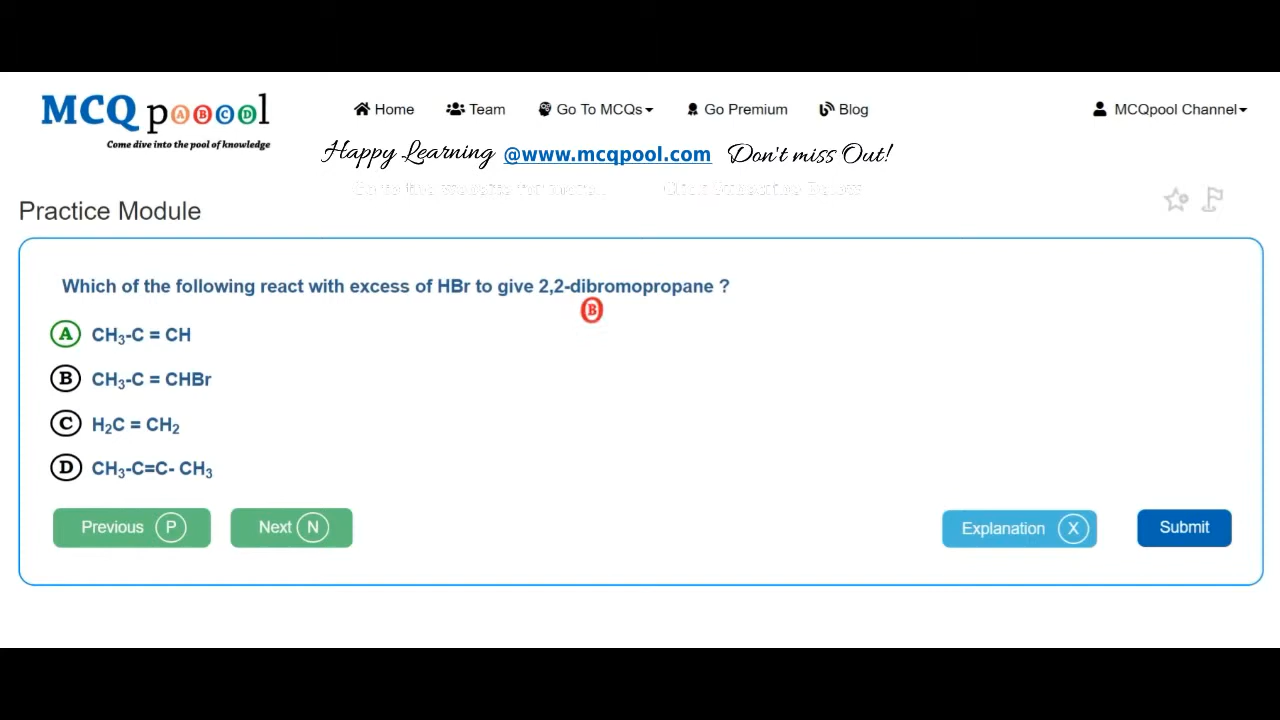 MCQ pooool
Come dive into the pool of knowledge
Home Team Go To MCQs Go Premium Blog MCQpool Channel
Happy Learning @www.mcqpool.com Don't miss Out!
Practice Module
Which of the following react with excess of HBr to give 2,2-dibromopropane ?
B
A CH₃-C = CH
B CH₃-C = CHBr
C H₂C = CH₂
D CH₃-C=C- CH₃
Previous P Next N Explanation X Submit